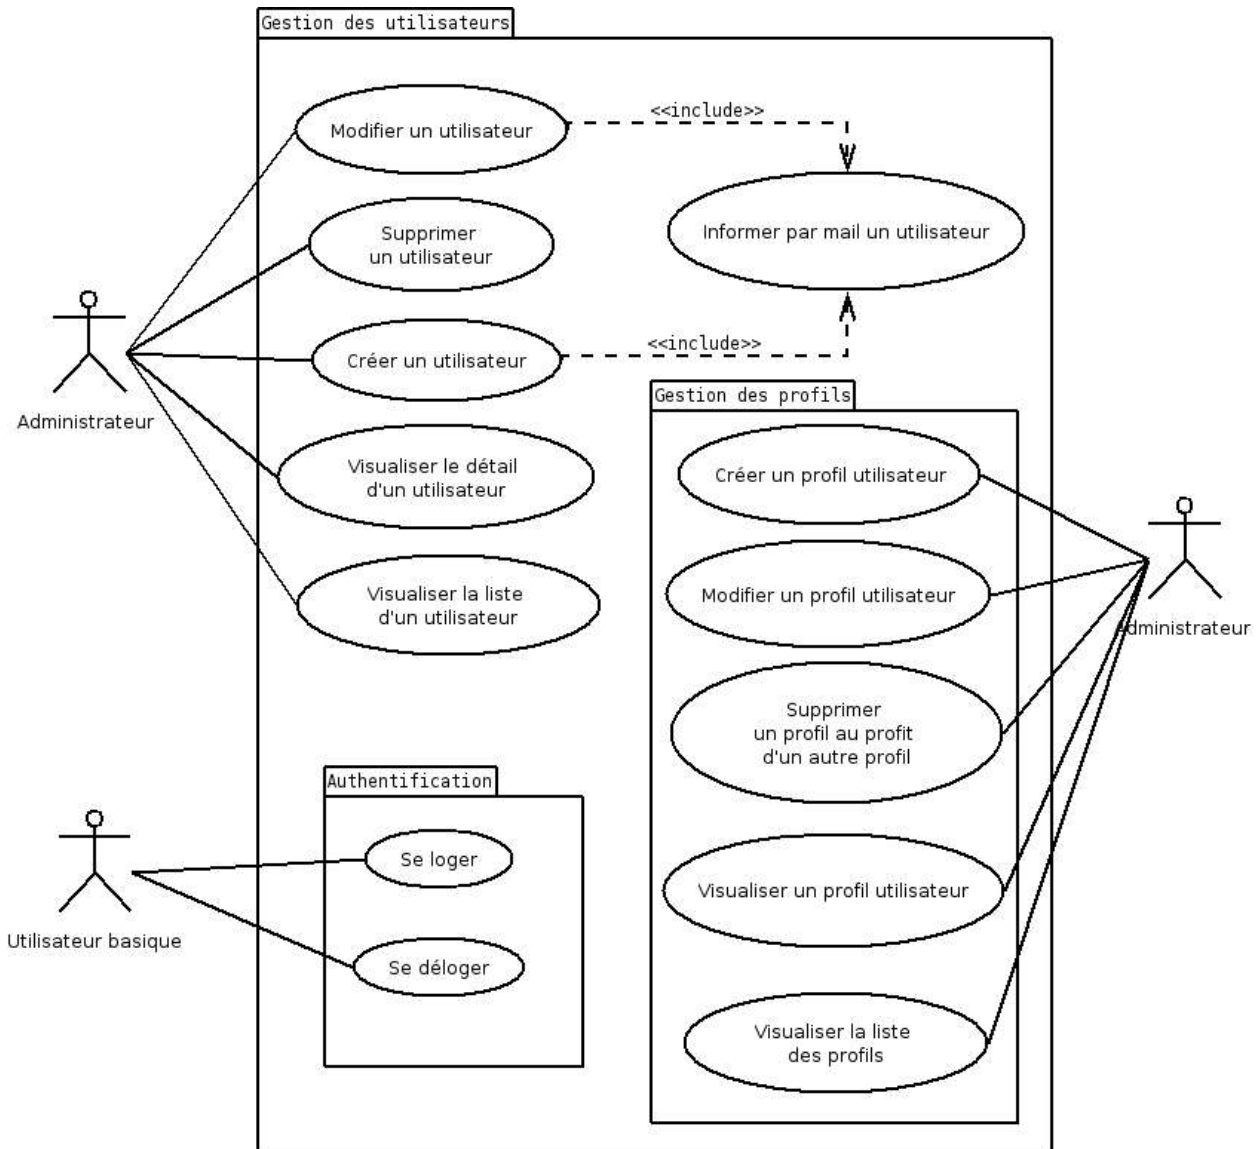 Gestion des utilisateurs
Modifier un utilisateur
<<include>>
Supprimer
un utilisateur
Informer par mail un utilisateur
Créer un utilisateur
<<include>>
Administrateur
Visualiser le détail
d'un utilisateur
Visualiser la liste
d'un utilisateur
Gestion des profils
Créer un profil utilisateur
Modifier un profil utilisateur
Administrateur
Supprimer
un profil au profit
d'un autre profil
Visualiser un profil utilisateur
Visualiser la liste
des profils
Authentification
Se loger
Utilisateur basique
Se déloger